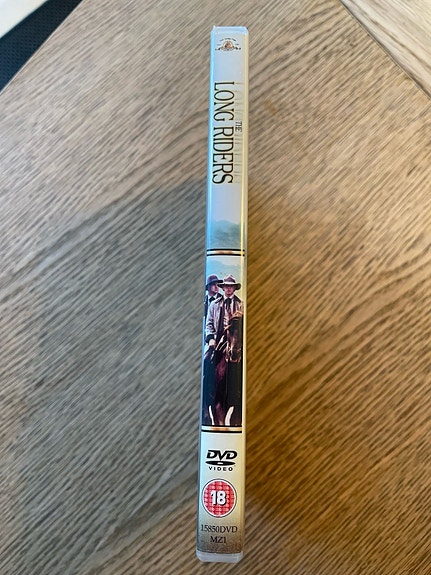 THE
LONG RIDERS
DVD
VIDEO
18
15850DVD
MZ1